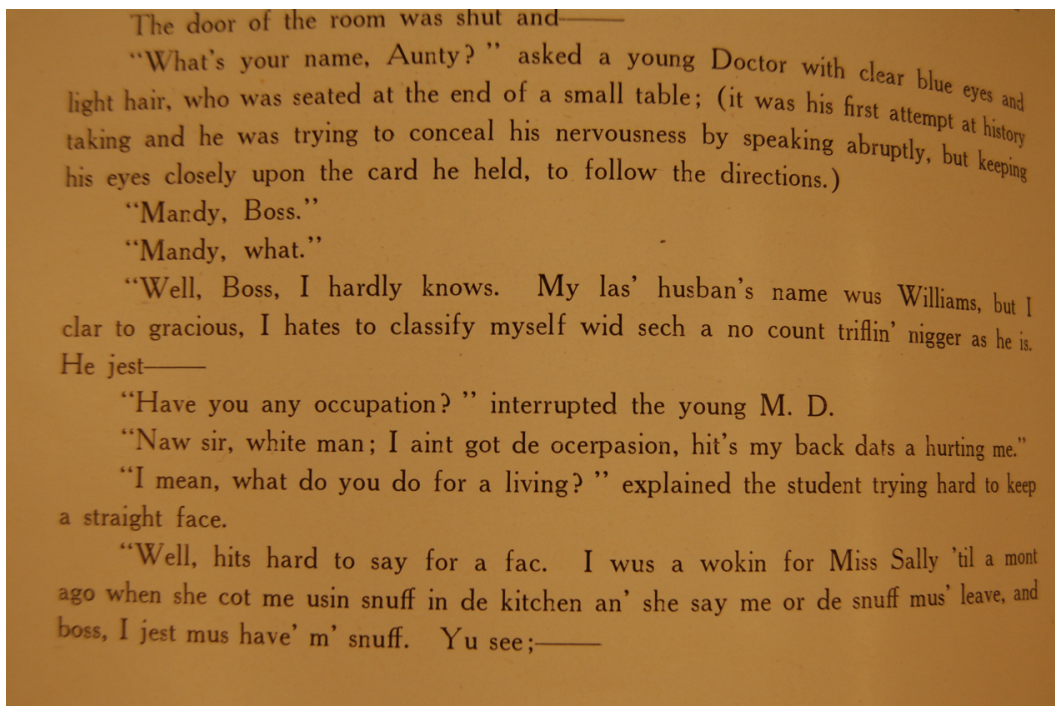 The door of the room was shut and——
“What's your name, Aunty? ” asked a young Doctor with clear blue eyes and
light hair, who was seated at the end of a small table; (it was his first attempt at history
taking and he was trying to conceal his nervousness by speaking abruptly, but keeping
his eyes closely upon the card he held, to follow the directions.)
“Mandy, Boss.”
“Mandy, what.”
“Well, Boss, I hardly knows. My las’ husban’s name wus Williams, but I
clar to gracious, I hates to classify myself wid sech a no count triflin’ nigger as he is.
He jest——
“Have you any occupation? ” interrupted the young M. D.
“Naw sir, white man; I aint got de ocerpasion, hit's my back dats a hurting me.”
“I mean, what do you do for a living? ” explained the student trying hard to keep
a straight face.
“Well, hits hard to say for a fac. I wus a wokin for Miss Sally ’til a mont
ago when she cot me usin snuff in de kitchen an’ she say me or de snuff mus’ leave, and
boss, I jest mus have’ m’ snuff. Yu see;——